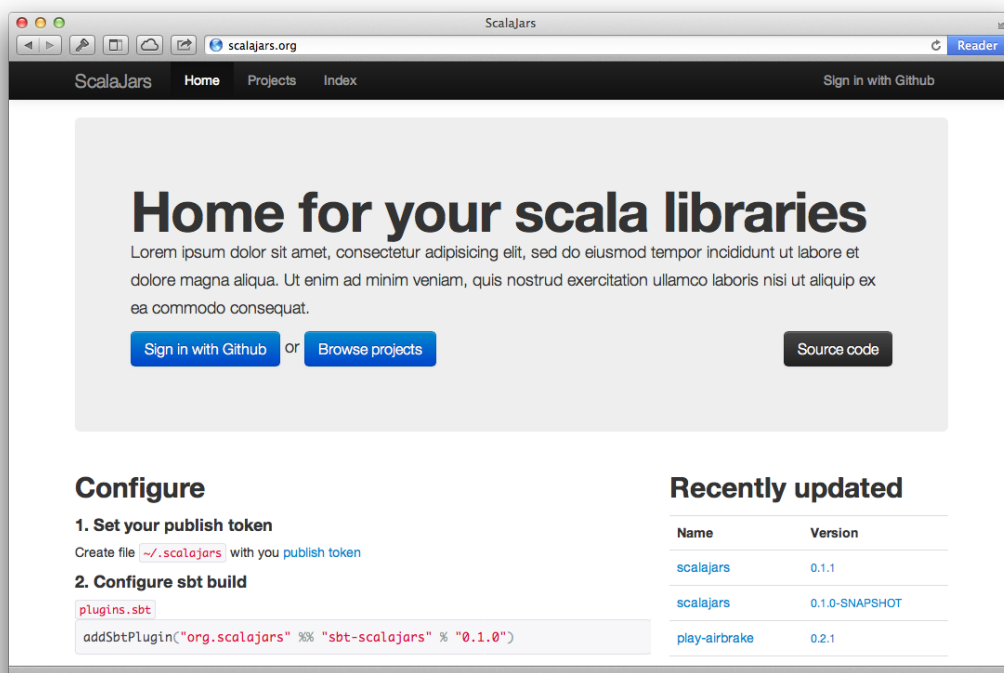 ScalaJars
scalajars.org
Reader
ScalaJars Home Projects Index Sign in with Github
Home for your scala libraries
Lorem ipsum dolor sit amet, consectetur adipisicing elit, sed do eiusmod tempor incididunt ut labore et
dolore magna aliqua. Ut enim ad minim veniam, quis nostrud exercitation ullamco laboris nisi ut aliquip ex
ea commodo consequat.
Sign in with Github or Browse projects Source code
Configure
1. Set your publish token
Create file ~/.scalajars with you publish token
2. Configure sbt build
plugins.sbt
addSbtPlugin("org.scalajars" %% "sbt-scalajars" % "0.1.0")
Recently updated
Name Version
scalajars 0.1.1
scalajars 0.1.0-SNAPSHOT
play-airbrake 0.2.1